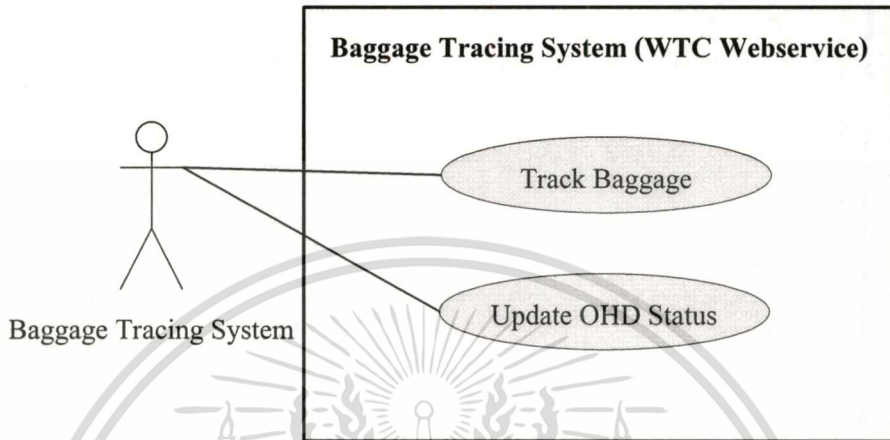 Baggage Tracing System (WTC Webservice)
Track Baggage
Update OHD Status
Baggage Tracing System